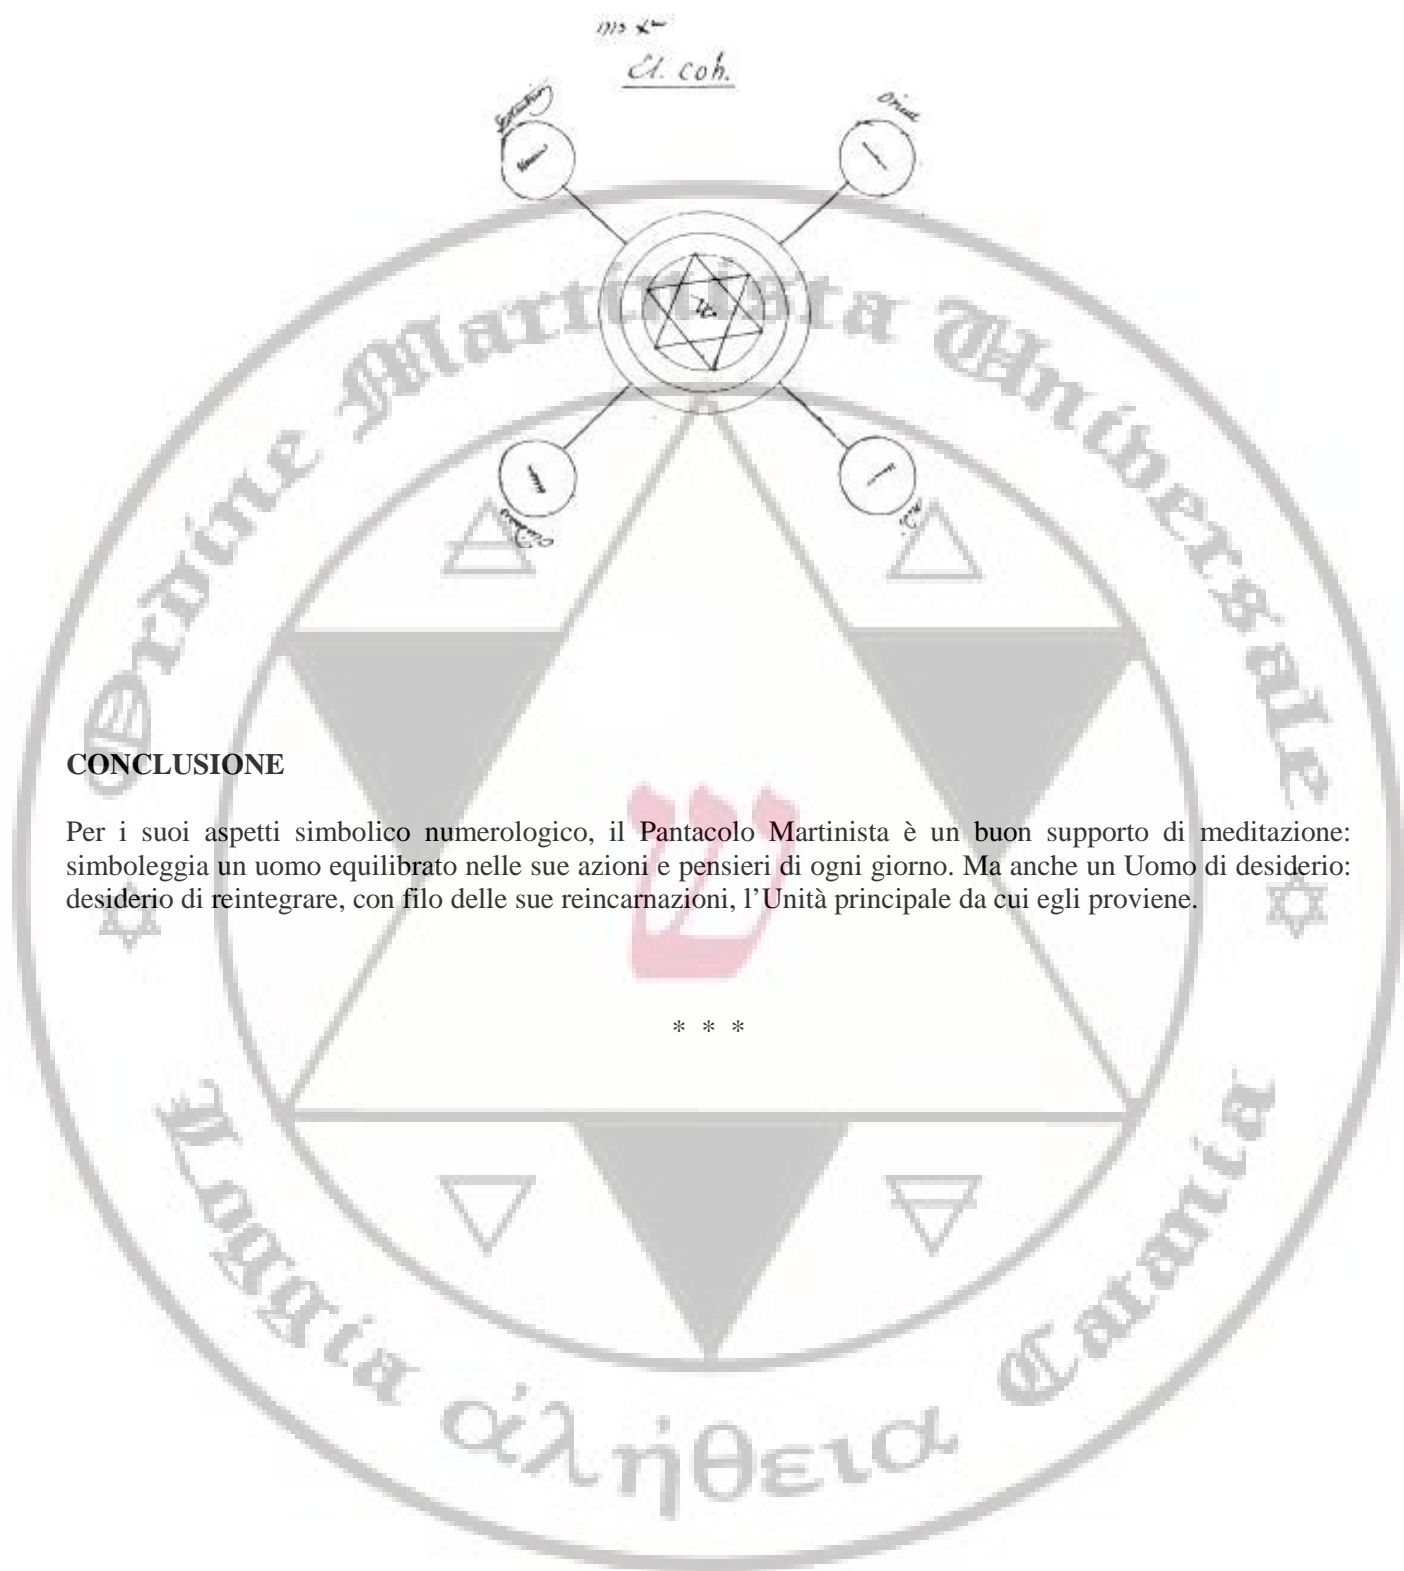 El. coh.
Ordine Martinista Universale
CONCLUSIONE
Per i suoi aspetti simbolico numerologico, il Pantacolo Martinista è un buon supporto di meditazione:
simboleggia un uomo equilibrato nelle sue azioni e pensieri di ogni giorno. Ma anche un Uomo di desiderio:
desiderio di reintegrare, con filo delle sue reincarnazioni, l’Unità principale da cui egli proviene.
ש
* * *
Loggia ἀλήθεια Catania